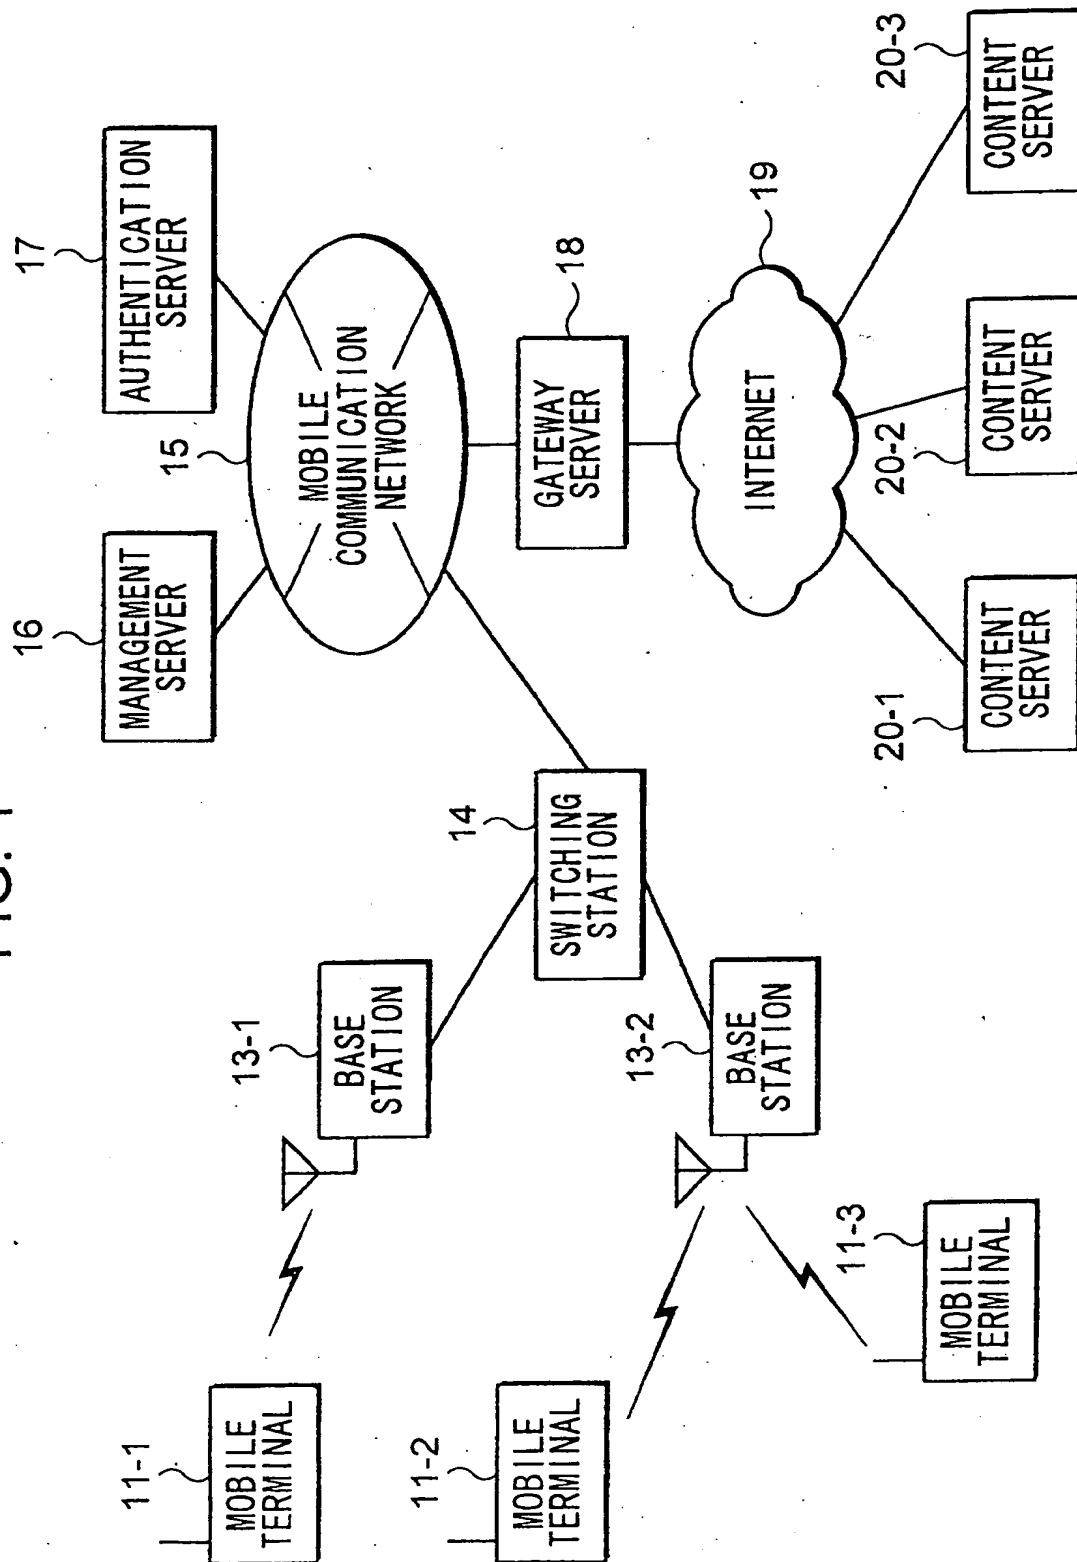 FIG. 1
16
MANAGEMENT
SERVER
17
AUTHENTICATION
SERVER
15
MOBILE
COMMUNICATION
NETWORK
11-1
MOBILE
TERMINAL
13-1
BASE
STATION
14
SWITCHING
STATION
18
GATEWAY
SERVER
11-2
MOBILE
TERMINAL
13-2
BASE
STATION
19
INTERNET
11-3
MOBILE
TERMINAL
20-1
CONTENT
SERVER
20-2
CONTENT
SERVER
20-3
CONTENT
SERVER